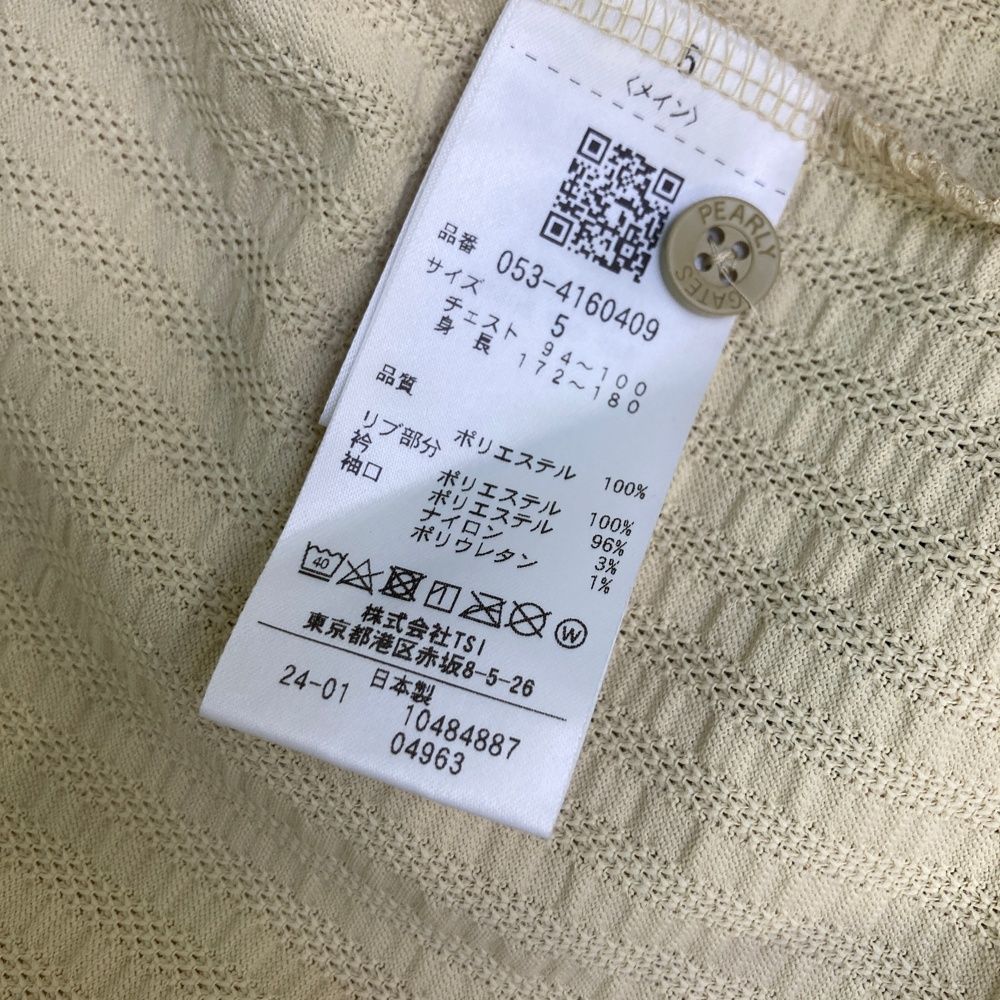 5
〈メイン〉
PEARLY GATES
品番 053-4160409
サイズ 5
チェスト 94～100
身長 172～180
品質
ポリエステル 100%
リブ部分
衿 ポリエステル 100%
袖口 ポリエステル 96%
ナイロン 3%
ポリウレタン 1%
40
W
株式会社TSI
東京都港区赤坂8-5-26
日本製
24-01 10484887
04963